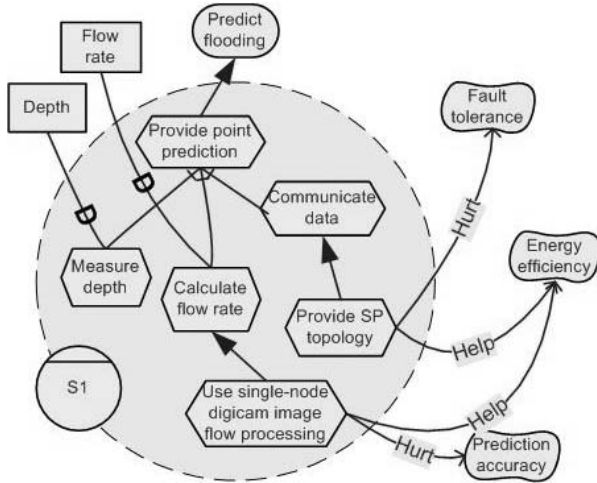 Predict
flooding
Flow
rate
Depth
Fault
tolerance
Provide point
prediction
D
Communicate
data
D
Hurt
Energy
efficiency
Measure
depth
Calculate
flow rate
Provide SP
topology
Help
S1
Use single-node
digicam image
flow processing
Help
Hurt
Prediction
accuracy